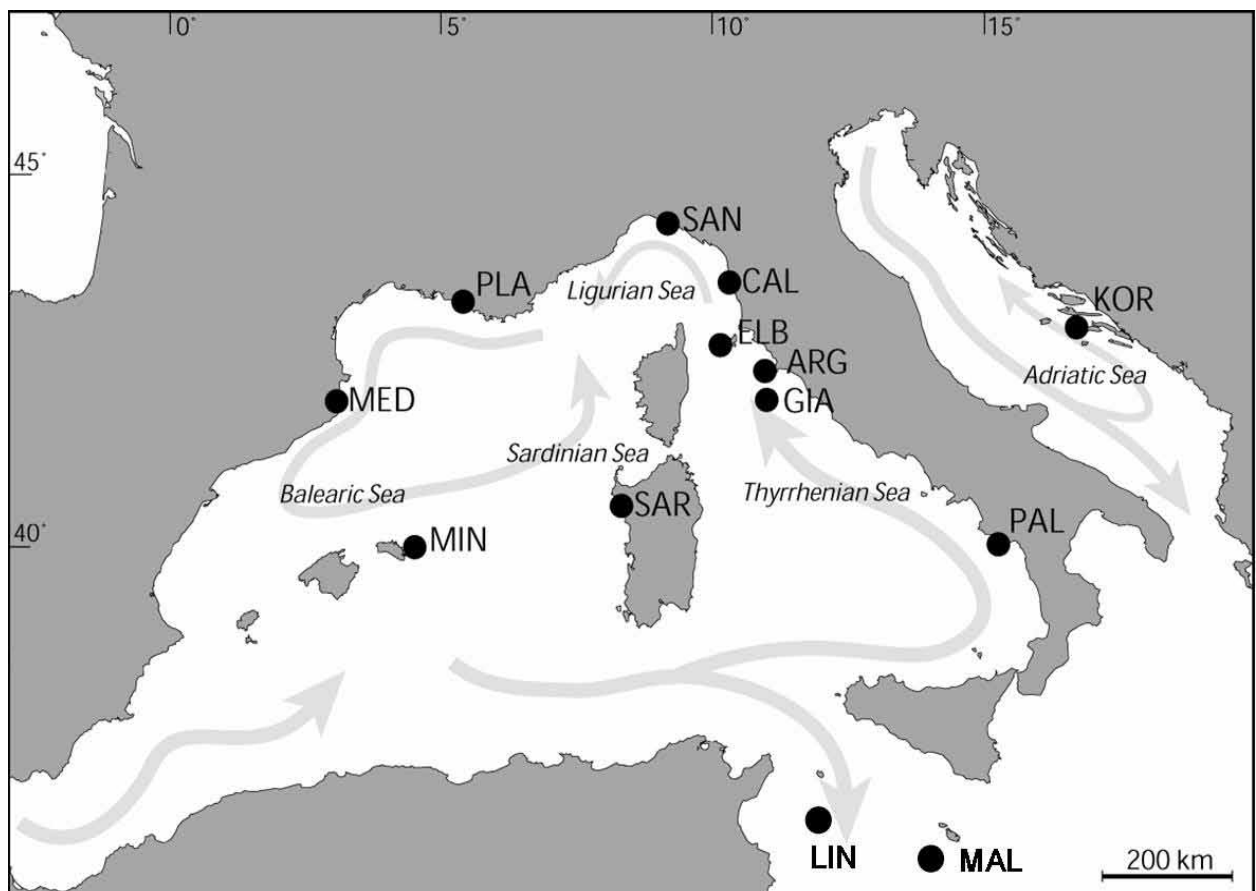 0°
5°
10°
15°
45°
SAN
PLA
Ligurian Sea
CAL
KOR
ELB
ARG
Adriatic Sea
MED
GIA
Sardinian Sea
Balearic Sea
Thyrrhenian Sea
SAR
PAL
40°
MIN
LIN
MAL
200 km